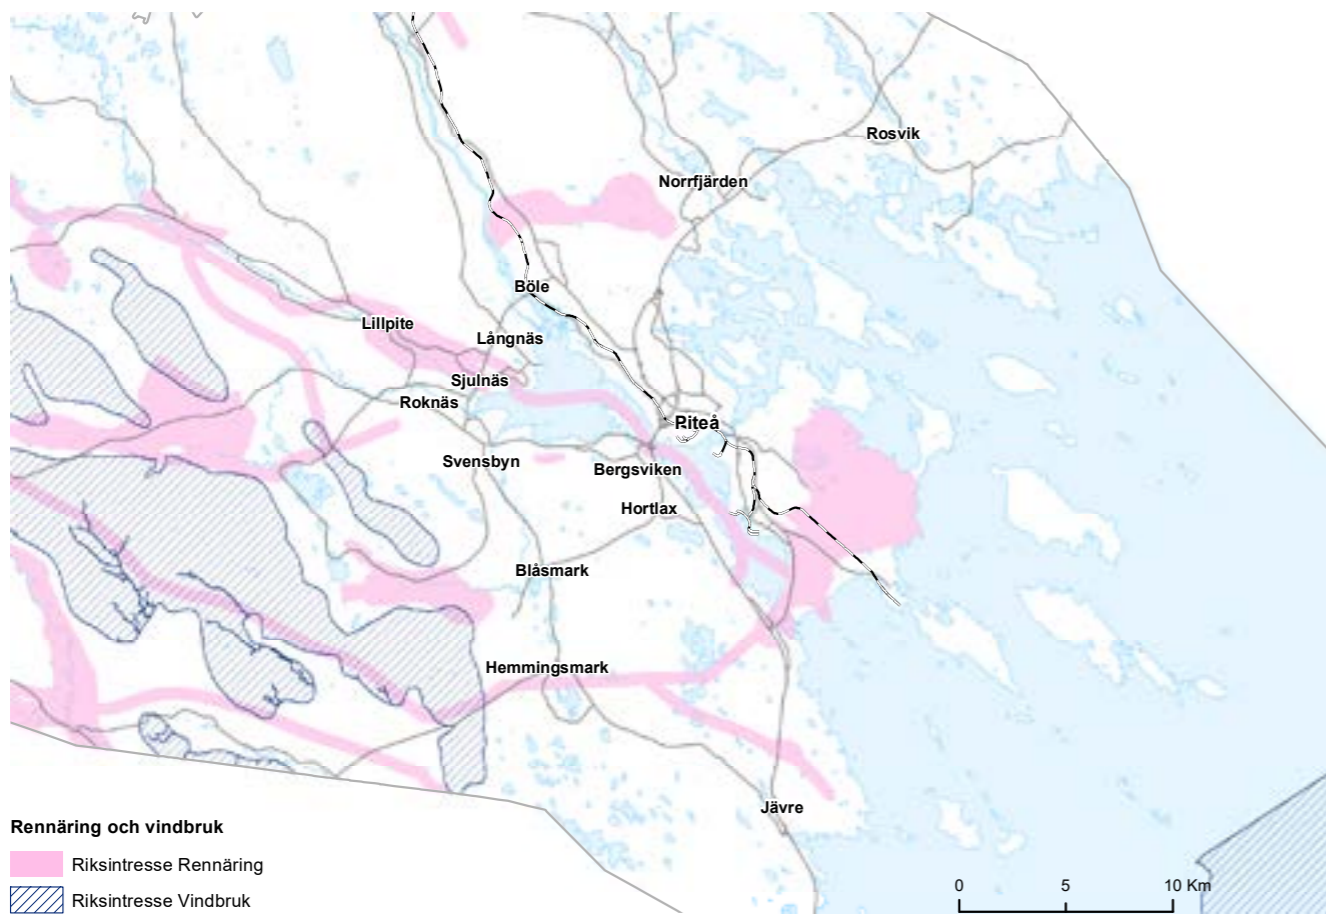 Rosvik
Norrfjärden
Böle
Lillpite
Långnäs
Sjulnäs
Roknäs
Piteå
Svensbyn
Bergsviken
Hortlax
Blåsmark
Hemmingsmark
Jävre
Rennäring och vindbruk
Riksintresse Rennäring
Riksintresse Vindbruk
0 5 10 Km